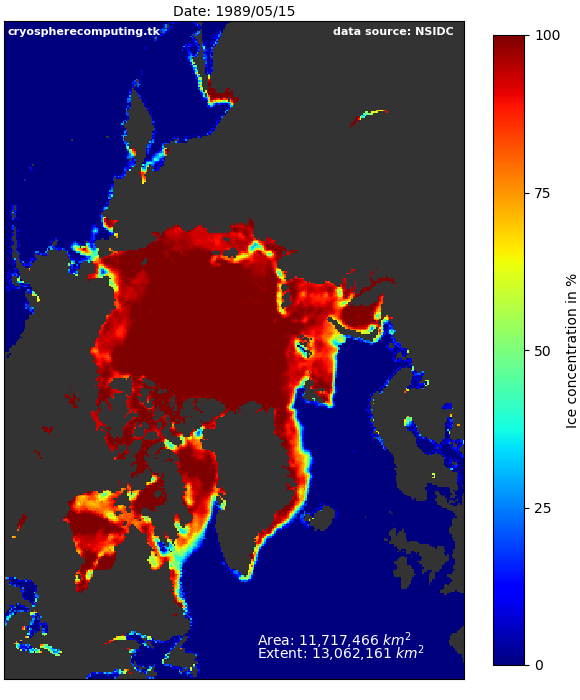 Date: 1989/05/15
cryospherecomputing.tk data source: NSIDC
100
75
50
25
0
Ice concentration in %
Area: 11,717,466 km²
Extent: 13,062,161 km²